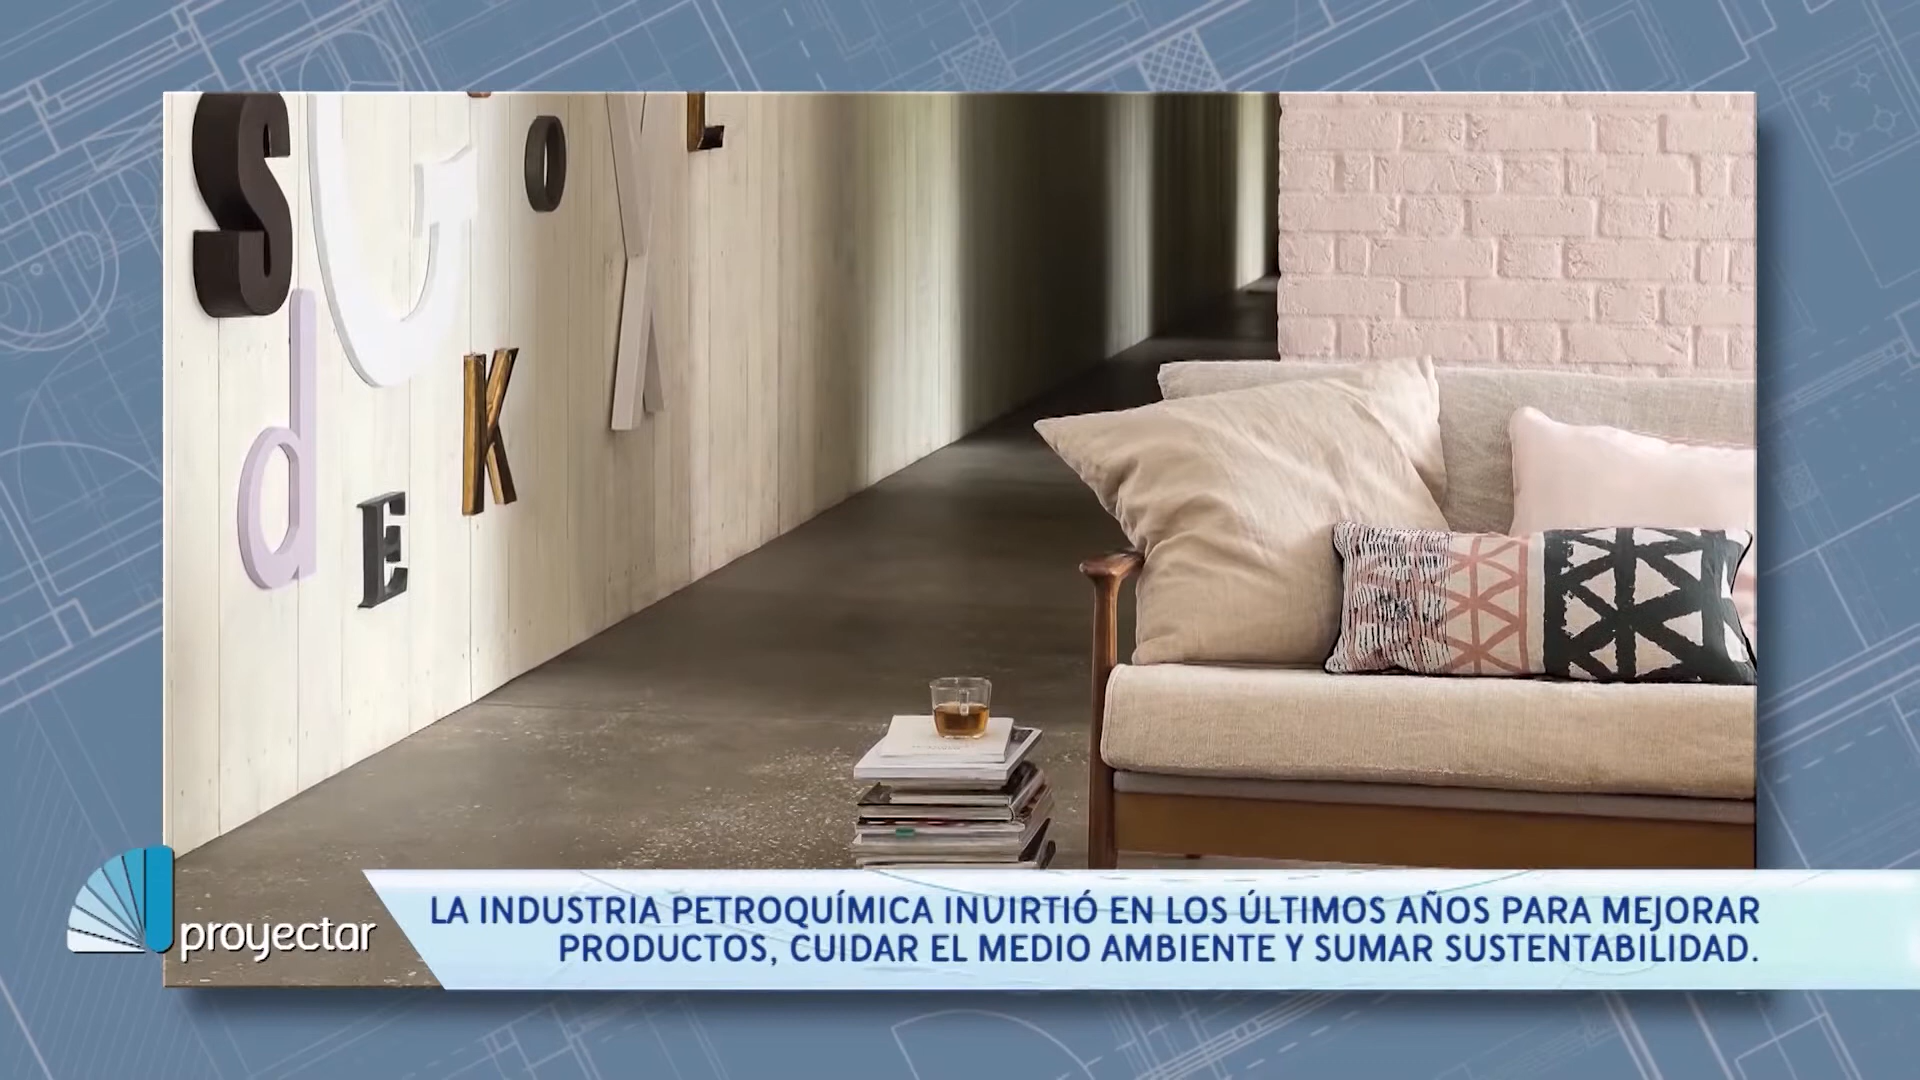 S
G
o
X
L
d
K
E
proyectar
LA INDUSTRIA PETROQUÍMICA INVIRTIÓ EN LOS ÚLTIMOS AÑOS PARA MEJORAR
PRODUCTOS, CUIDAR EL MEDIO AMBIENTE Y SUMAR SUSTENTABILIDAD.